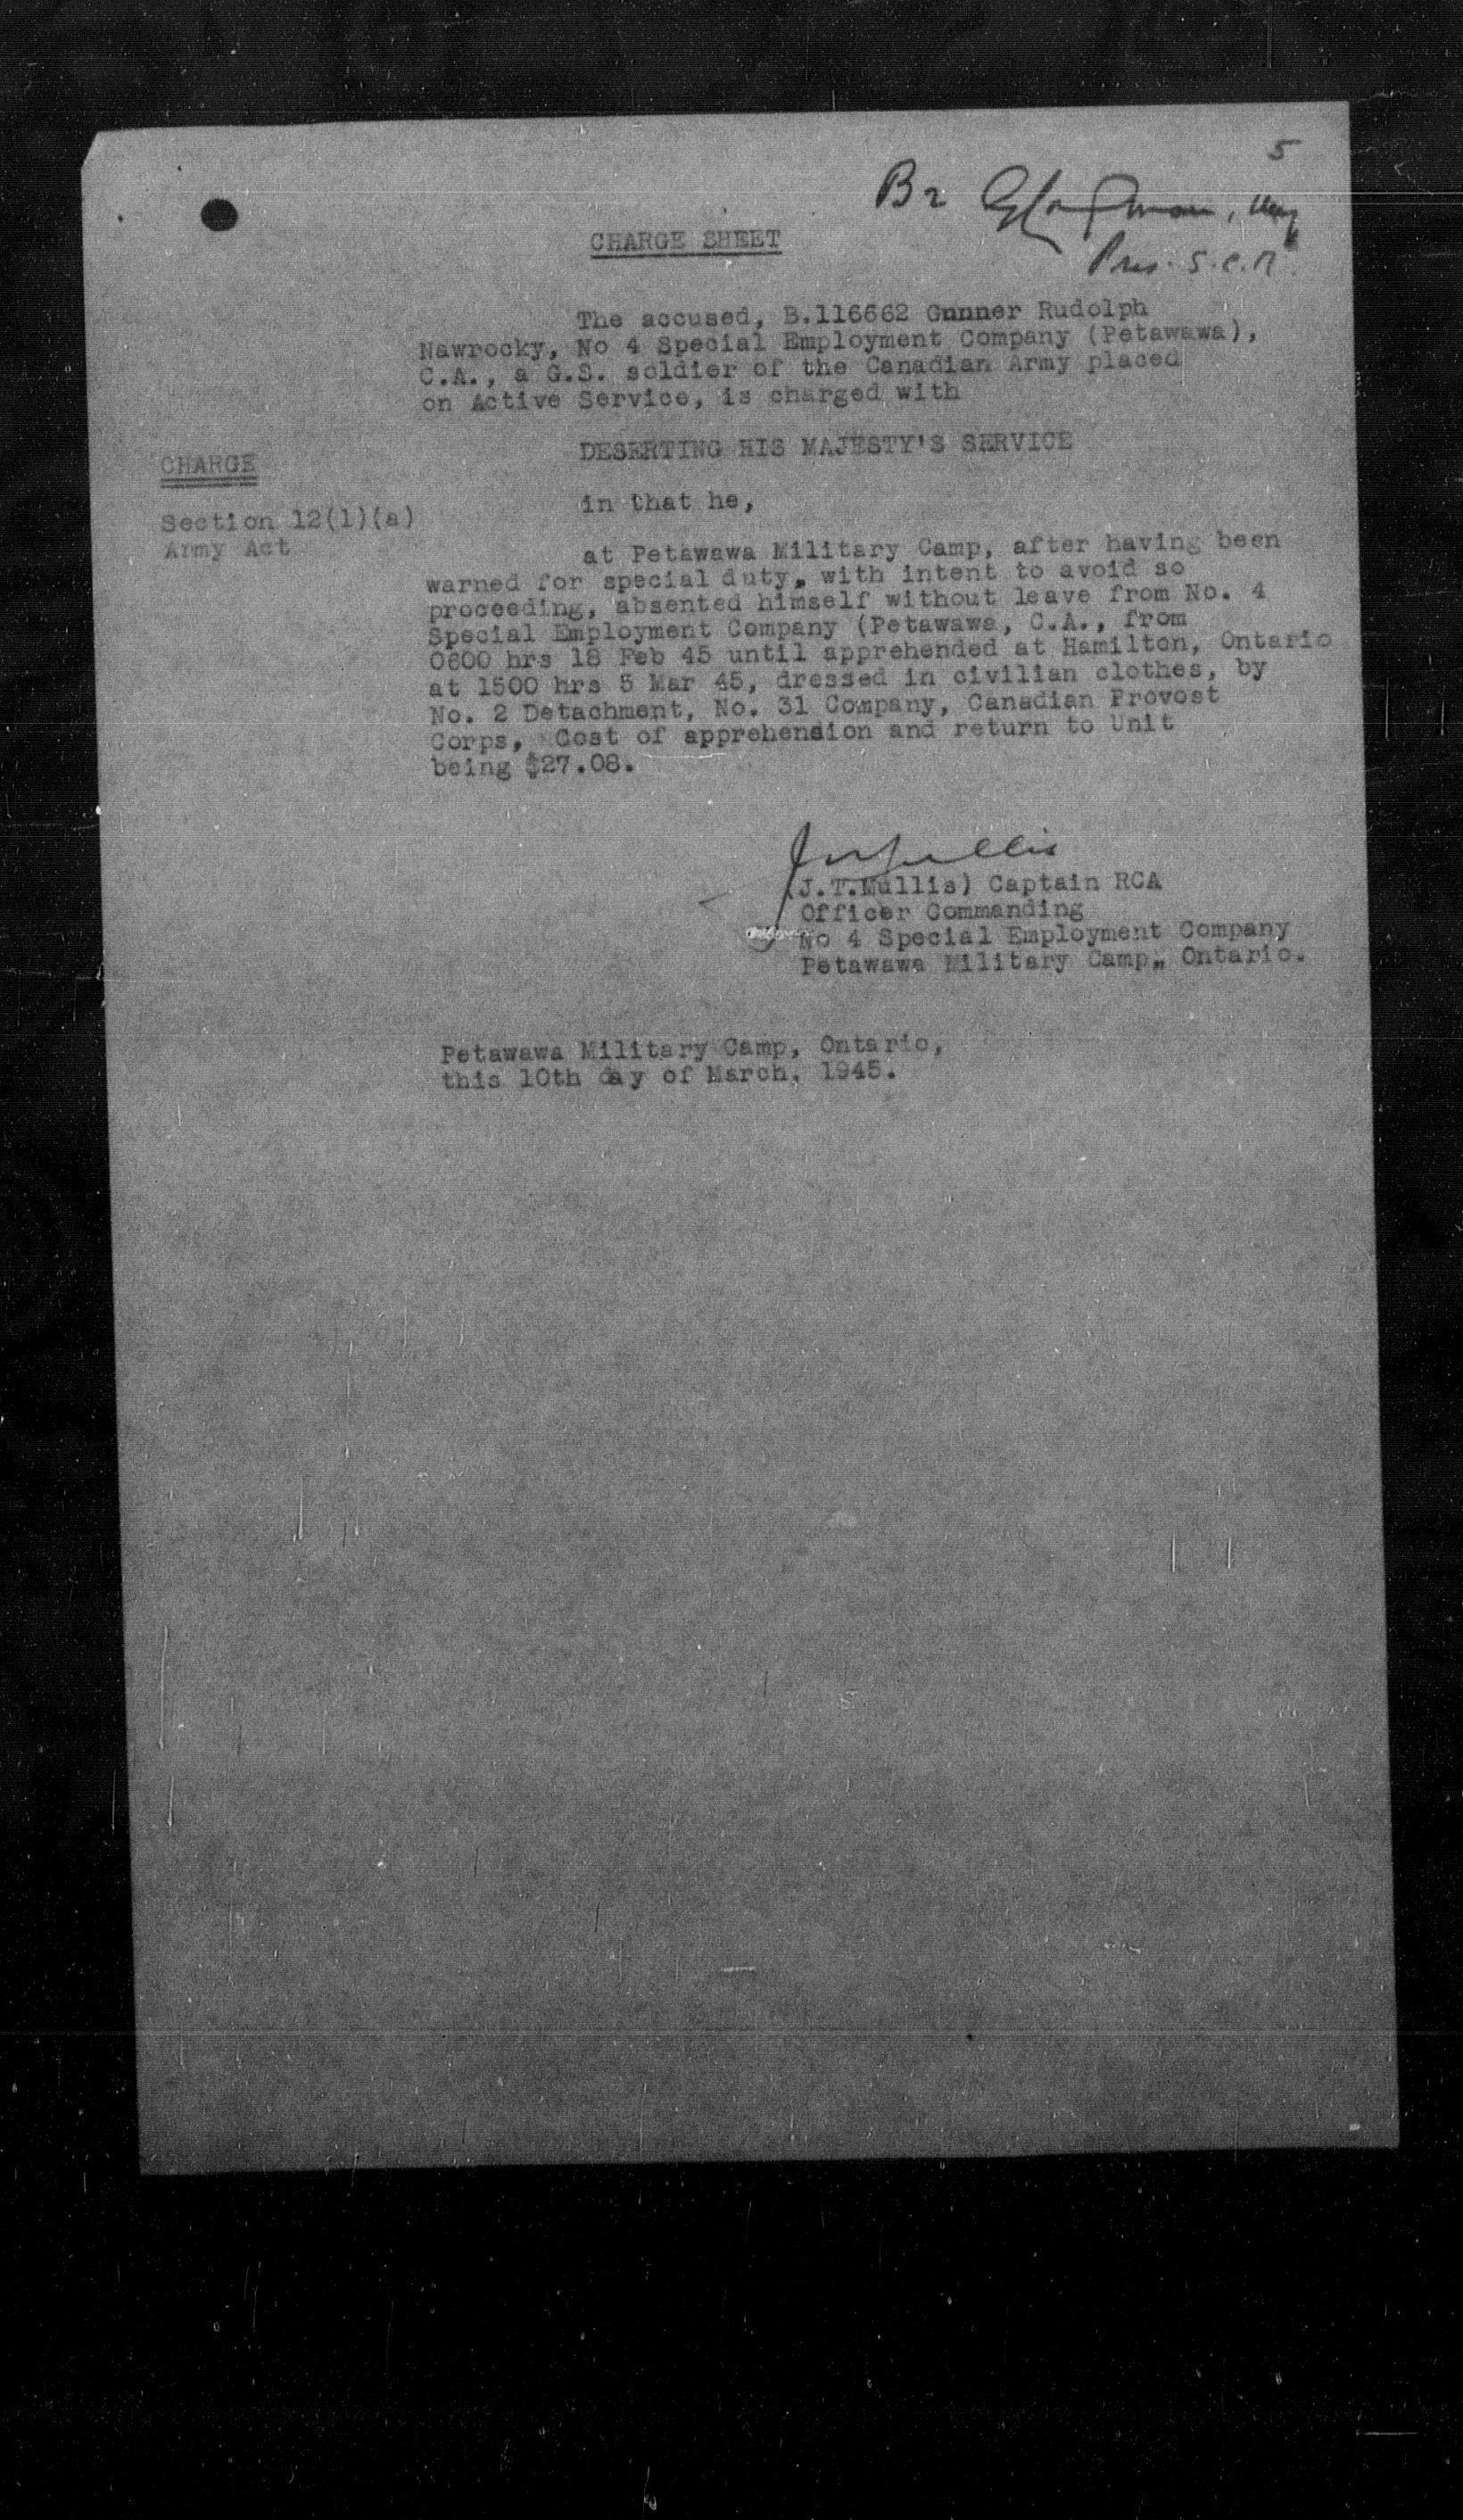 5
B2
CHARGE SHEET
The accused, B.116662 Gunner Rudolph
Nawrocky, No 4 Special Employment Company (Petawawa),
C.A., a G.S. soldier of the Canadian Army placed
on Active Service, is charged with
DESERTING HIS MAJESTY'S SERVICE
CHARGE
in that he,
Section 12(1)(a)
Army Act
at Petawawa Military Camp, after having been
warned for special duty, with intent to avoid so
proceeding, absented himself without leave from No. 4
Special Employment Company (Petawawa, C.A., from
0600 hrs 18 Feb 45 until apprehended at Hamilton, Ontario
at 1500 hrs 5 Mar 45, dressed in civilian clothes, by
No. 2 Detachment, No. 31 Company, Canadian Provost
Corps, Cost of apprehension and return to Unit
being $27.08.
(J.T.Mullis) Captain RCA
Officer Commanding
No 4 Special Employment Company
Petawawa Military Camp, Ontario.
Petawawa Military Camp, Ontario,
this 10th day of March, 1945.